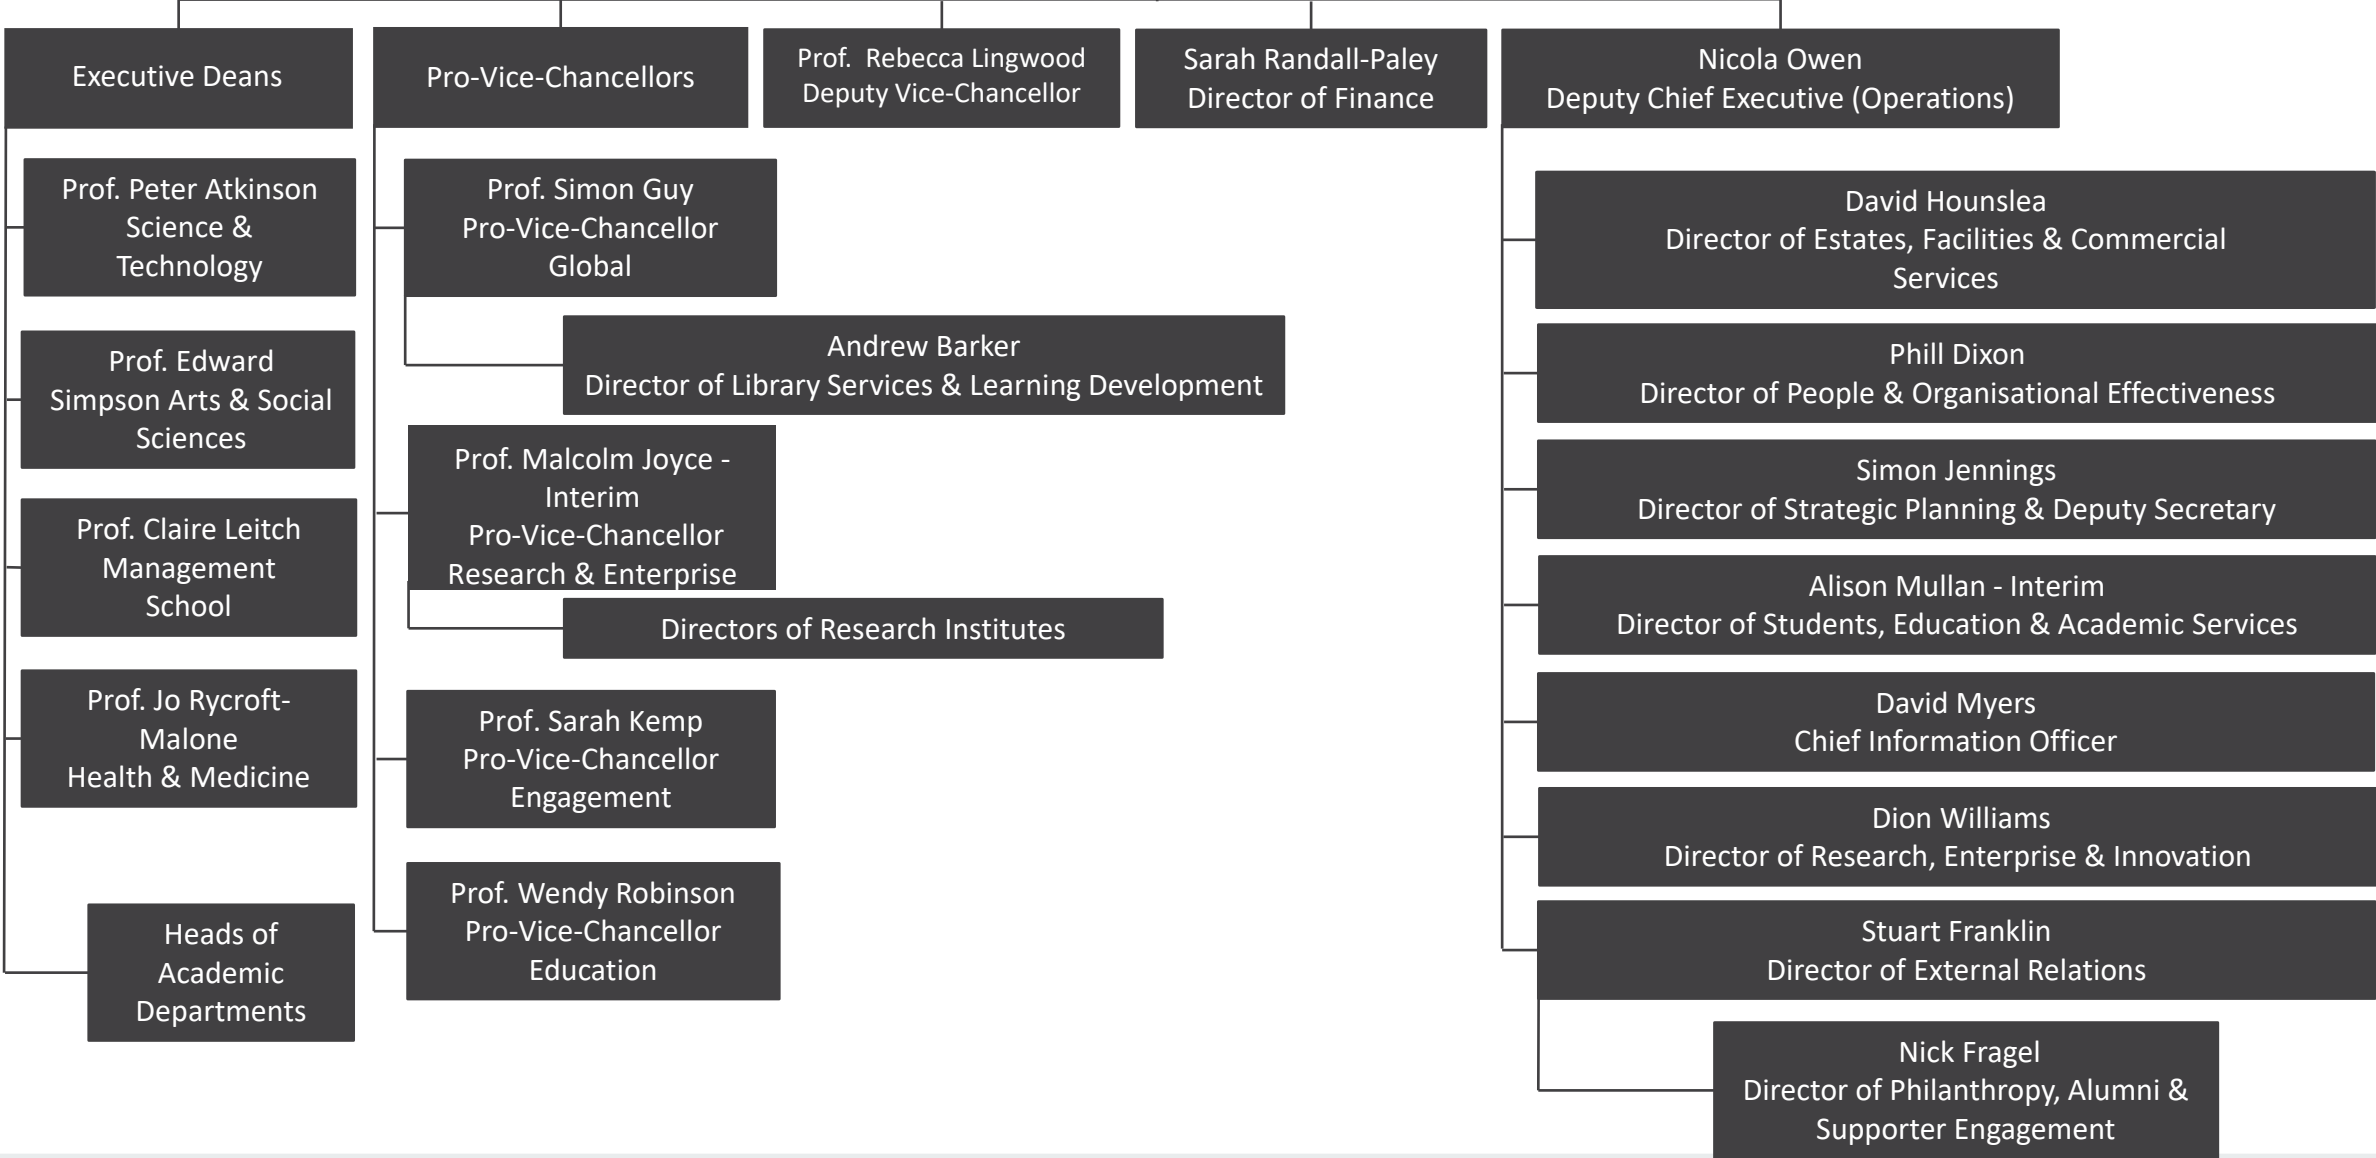 Executive Deans
Pro-Vice-Chancellors
Prof. Rebecca Lingwood
Deputy Vice-Chancellor
Sarah Randall-Paley
Director of Finance
Nicola Owen
Deputy Chief Executive (Operations)
Prof. Peter Atkinson
Science &
Technology
Prof. Edward
Simpson Arts & Social
Sciences
Prof. Claire Leitch
Management
School
Prof. Jo Rycroft-
Malone
Health & Medicine
Heads of
Academic
Departments
Prof. Simon Guy
Pro-Vice-Chancellor
Global
Andrew Barker
Director of Library Services & Learning Development
Prof. Malcolm Joyce -
Interim
Pro-Vice-Chancellor
Research & Enterprise
Directors of Research Institutes
Prof. Sarah Kemp
Pro-Vice-Chancellor
Engagement
Prof. Wendy Robinson
Pro-Vice-Chancellor
Education
David Hounslea
Director of Estates, Facilities & Commercial
Services
Phill Dixon
Director of People & Organisational Effectiveness
Simon Jennings
Director of Strategic Planning & Deputy Secretary
Alison Mullan - Interim
Director of Students, Education & Academic Services
David Myers
Chief Information Officer
Dion Williams
Director of Research, Enterprise & Innovation
Stuart Franklin
Director of External Relations
Nick Fragel
Director of Philanthropy, Alumni &
Supporter Engagement